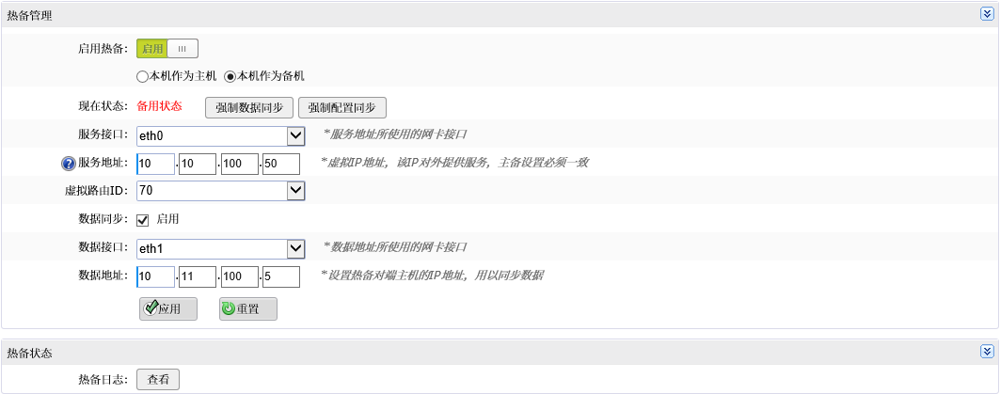 热备管理
启用热备： 启用
本机作为主机 本机作为备机
现在状态： 备用状态 强制数据同步 强制配置同步
服务接口： eth0 *服务地址所使用的网卡接口
服务地址： 10 . 10 . 100 . 50 *虚拟IP地址，该IP对外提供服务，主备设置必须一致
虚拟路由ID： 70
数据同步： 启用
数据接口： eth1 *数据地址所使用的网卡接口
数据地址： 10 . 11 . 100 . 5 *设置热备对端主机的IP地址，用以同步数据
应用 重置
热备状态
热备日志： 查看